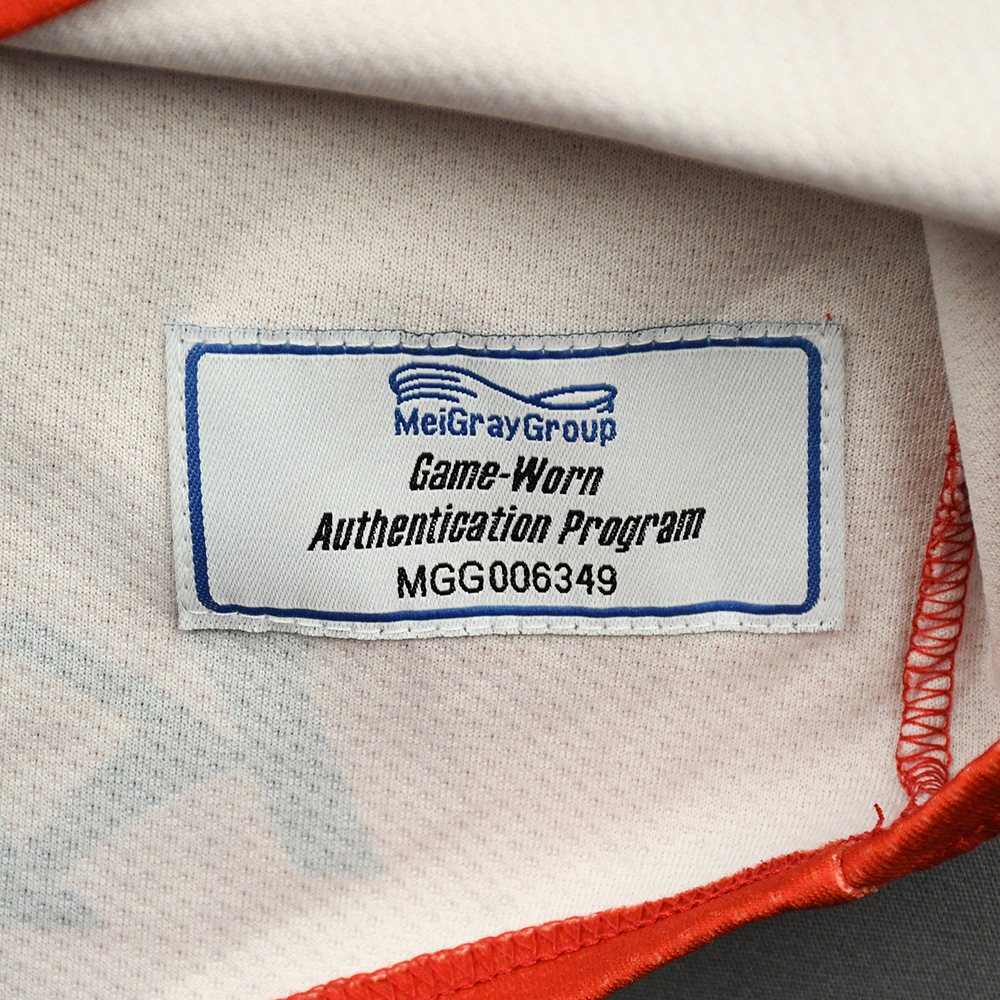 MeiGrayGroup
Game-Worn
Authentication Program
MGG006349